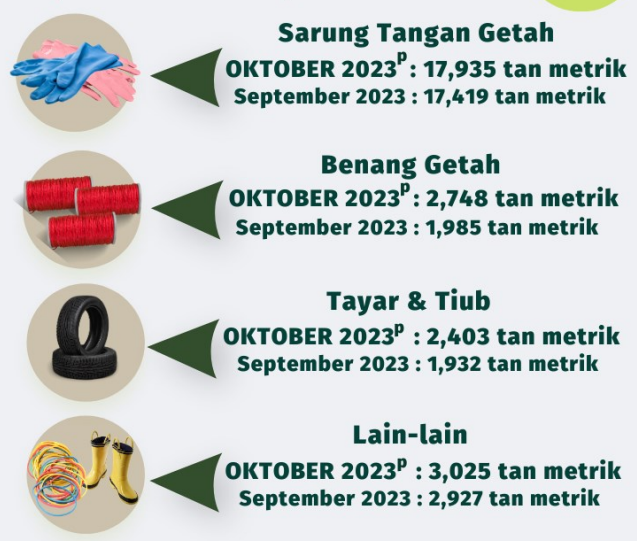 Sarung Tangan Getah
OKTOBER 2023ᵖ : 17,935 tan metrik
September 2023 : 17,419 tan metrik
Benang Getah
OKTOBER 2023ᵖ : 2,748 tan metrik
September 2023 : 1,985 tan metrik
Tayar & Tiub
OKTOBER 2023ᵖ : 2,403 tan metrik
September 2023 : 1,932 tan metrik
Lain-lain
OKTOBER 2023ᵖ : 3,025 tan metrik
September 2023 : 2,927 tan metrik